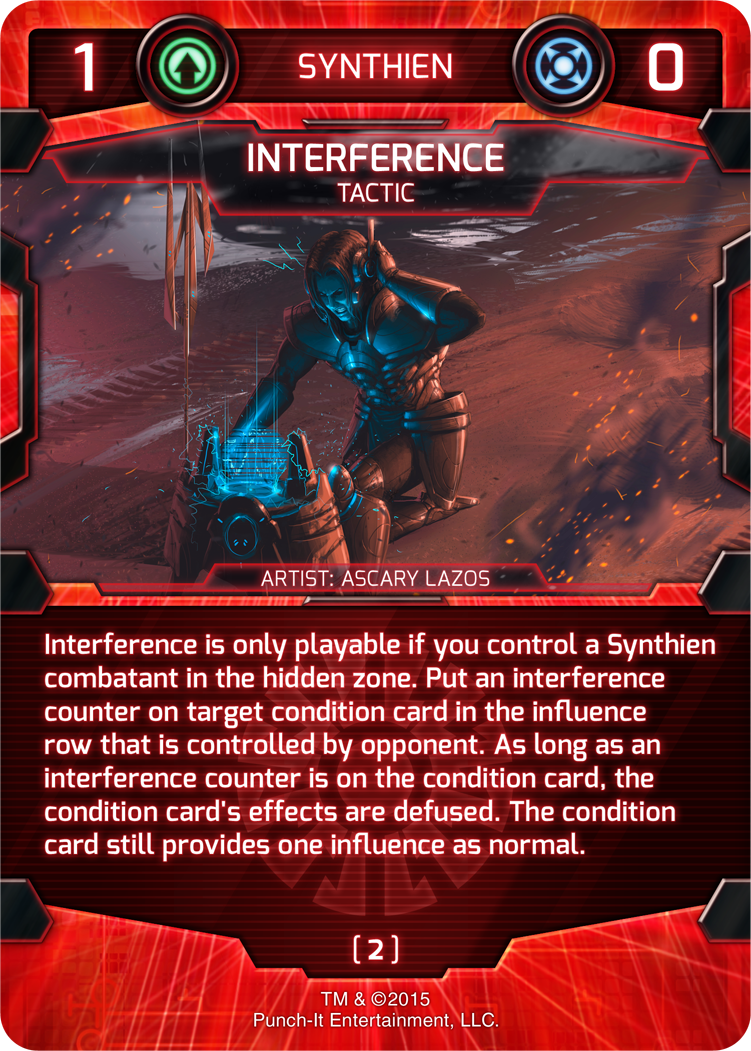 1 SYNTHIEN 0
INTERFERENCE
TACTIC
ARTIST: ASCARY LAZOS
Interference is only playable if you control a Synthien
combatant in the hidden zone. Put an interference
counter on target condition card in the influence
row that is controlled by opponent. As long as an
interference counter is on the condition card, the
condition card's effects are defused. The condition
card still provides one influence as normal.
[2]
TM & ©2015
Punch-It Entertainment, LLC.